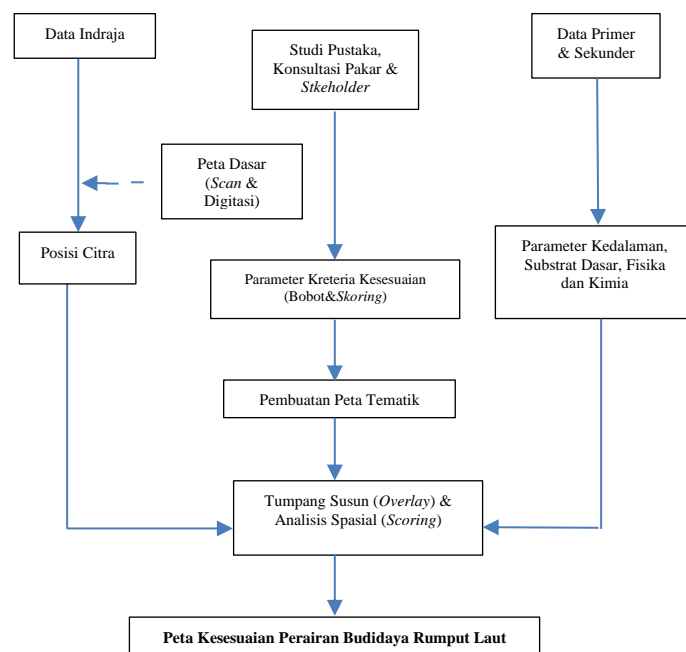 Data Indraja
Studi Pustaka,
Konsultasi Pakar &
Stkeholder
Data Primer
& Sekunder
Peta Dasar
(Scan &
Digitasi)
Posisi Citra
Parameter Kreteria Kesesuaian
(Bobot&Skoring)
Parameter Kedalaman,
Substrat Dasar, Fisika
dan Kimia
Pembuatan Peta Tematik
Tumpang Susun (Overlay) &
Analisis Spasial (Scoring)
Peta Kesesuaian Perairan Budidaya Rumput Laut